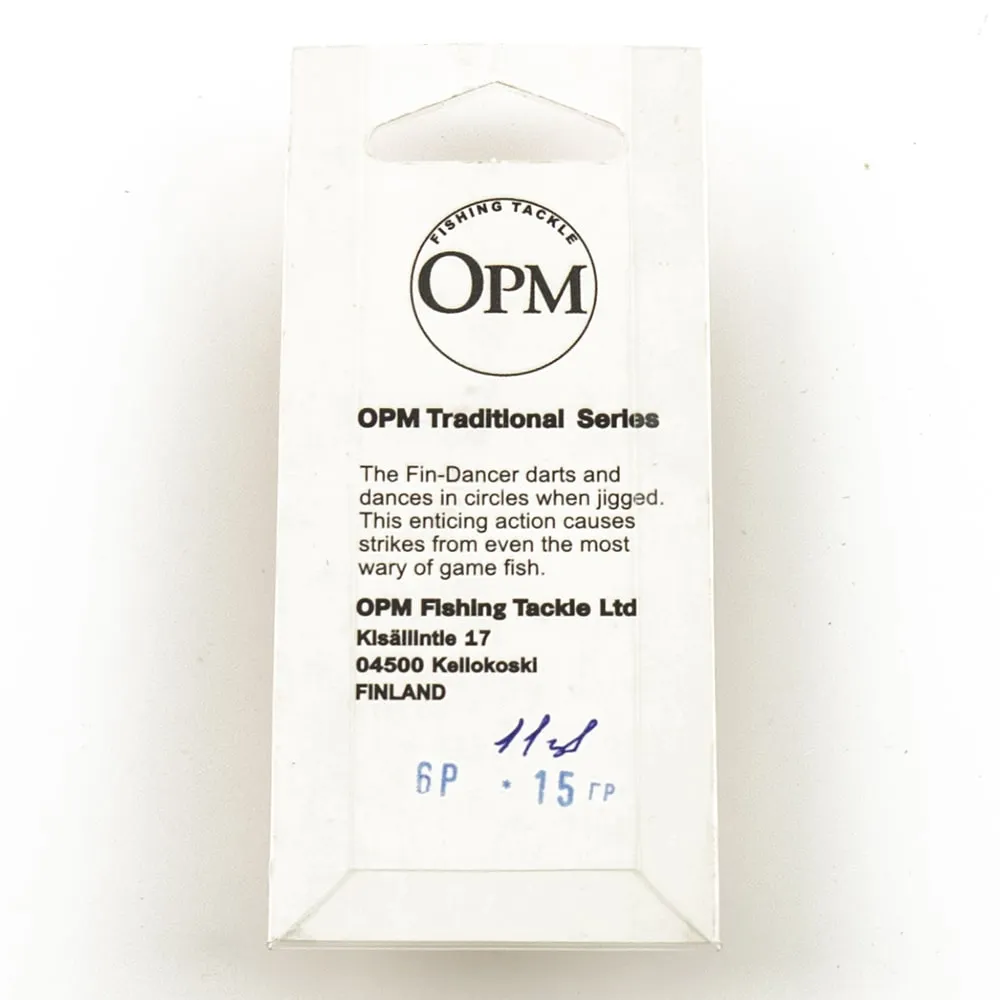 FISHING TACKLE
OPM
OPM Traditional Series
The Fin-Dancer darts and
dances in circles when jigged.
This enticing action causes
strikes from even the most
wary of game fish.
OPM Fishing Tackle Ltd
Kisällintie 17
04500 Kellokoski
FINLAND
6Р * 15 ГР